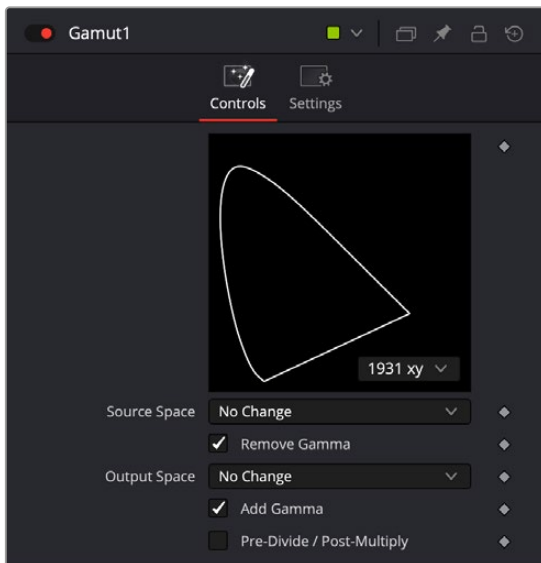 Gamut1
Controls Settings
1931 xy
Source Space No Change
Remove Gamma
Output Space No Change
Add Gamma
Pre-Divide / Post-Multiply